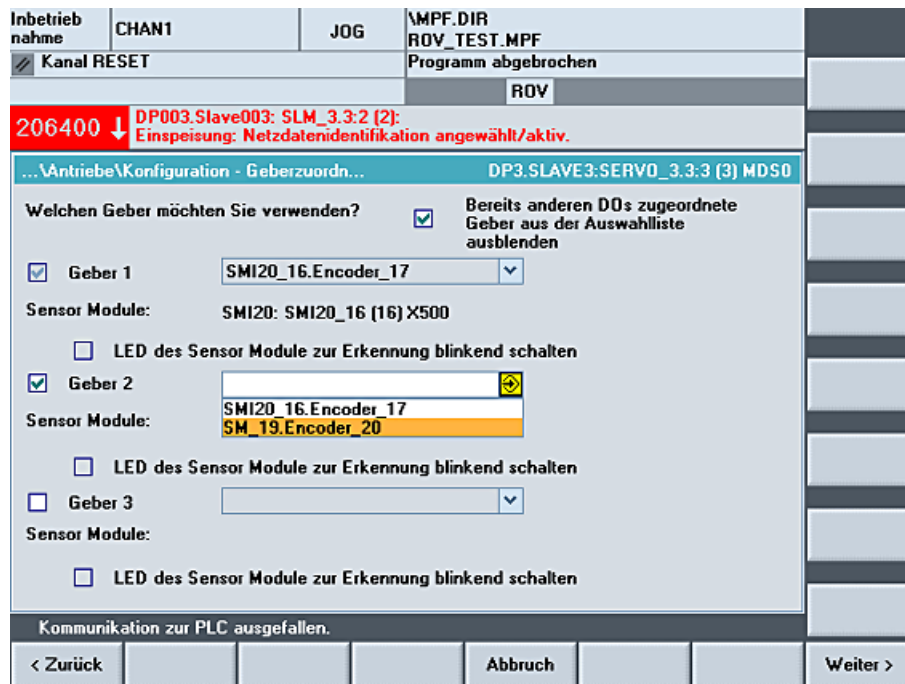 Inbetrieb
nahme
CHAN1
JOG
\MPF.DIR
ROV_TEST.MPF
Kanal RESET
Programm abgebrochen
ROV
206400 ↓
DP003.Slave003: SLM_3.3:2 (2):
Einspeisung: Netzdatenidentifikation angewählt/aktiv.
...\Antriebe\Konfiguration - Geberzuordn...
DP3.SLAVE3:SERVO_3.3:3 (3) MDS0
Welchen Geber möchten Sie verwenden?
Bereits anderen DOs zugeordnete
Geber aus der Auswahlliste
ausblenden
Geber 1
SMI20_16.Encoder_17
Sensor Module:
SMI20: SMI20_16 (16) X500
LED des Sensor Module zur Erkennung blinkend schalten
Geber 2
SMI20_16.Encoder_17
Sensor Module:
SM_19.Encoder_20
LED des Sensor Module zur Erkennung blinkend schalten
Geber 3
Sensor Module:
LED des Sensor Module zur Erkennung blinkend schalten
Kommunikation zur PLC ausgefallen.
< Zurück
Abbruch
Weiter >